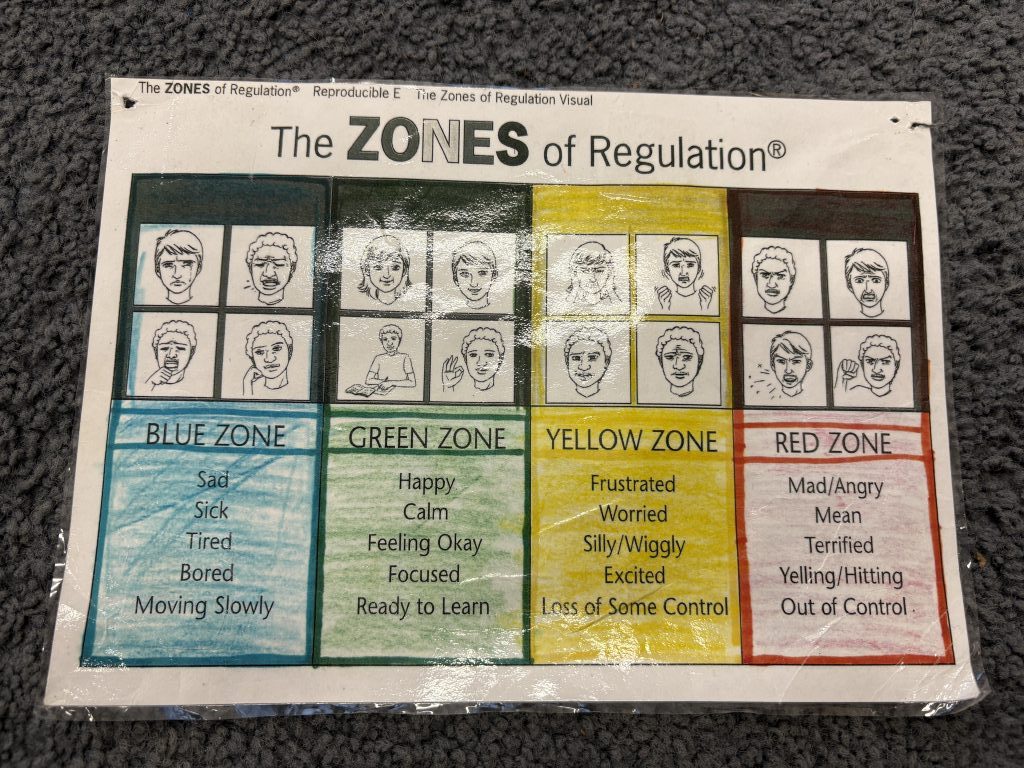 The ZONES of Regulation® Reproducible E The Zones of Regulation Visual
The ZONES of Regulation®
BLUE ZONE
Sad
Sick
Tired
Bored
Moving Slowly
GREEN ZONE
Happy
Calm
Feeling Okay
Focused
Ready to Learn
YELLOW ZONE
Frustrated
Worried
Silly/Wiggly
Excited
Loss of Some Control
RED ZONE
Mad/Angry
Mean
Terrified
Yelling/Hitting
Out of Control